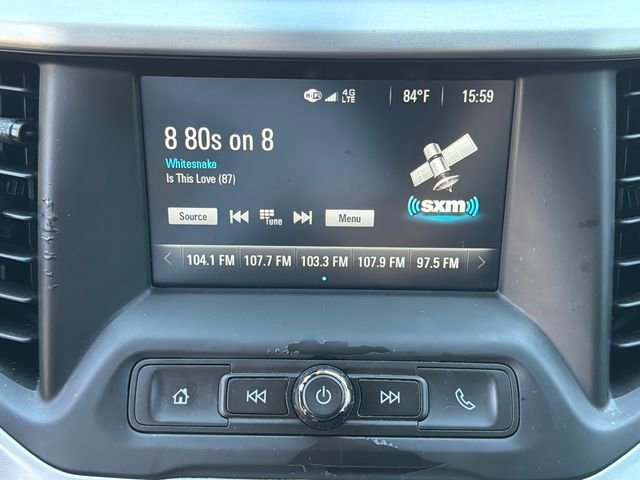 WiFi 4G LTE 84°F 15:59
8 80s on 8
Whitesnake
Is This Love (87)
Source Tune Menu
sxm
104.1 FM 107.7 FM 103.3 FM 107.9 FM 97.5 FM